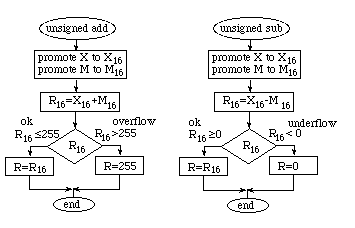 unsigned add
promote X to X16
promote M to M16
R16=X16+M16
ok
R16≤255
overflow
R16>255
R16
R=R16
R=255
end
unsigned sub
promote X to X16
promote M to M16
R16=X16-M16
ok
R16≥0
underflow
R16<0
R16
R=R16
R=0
end